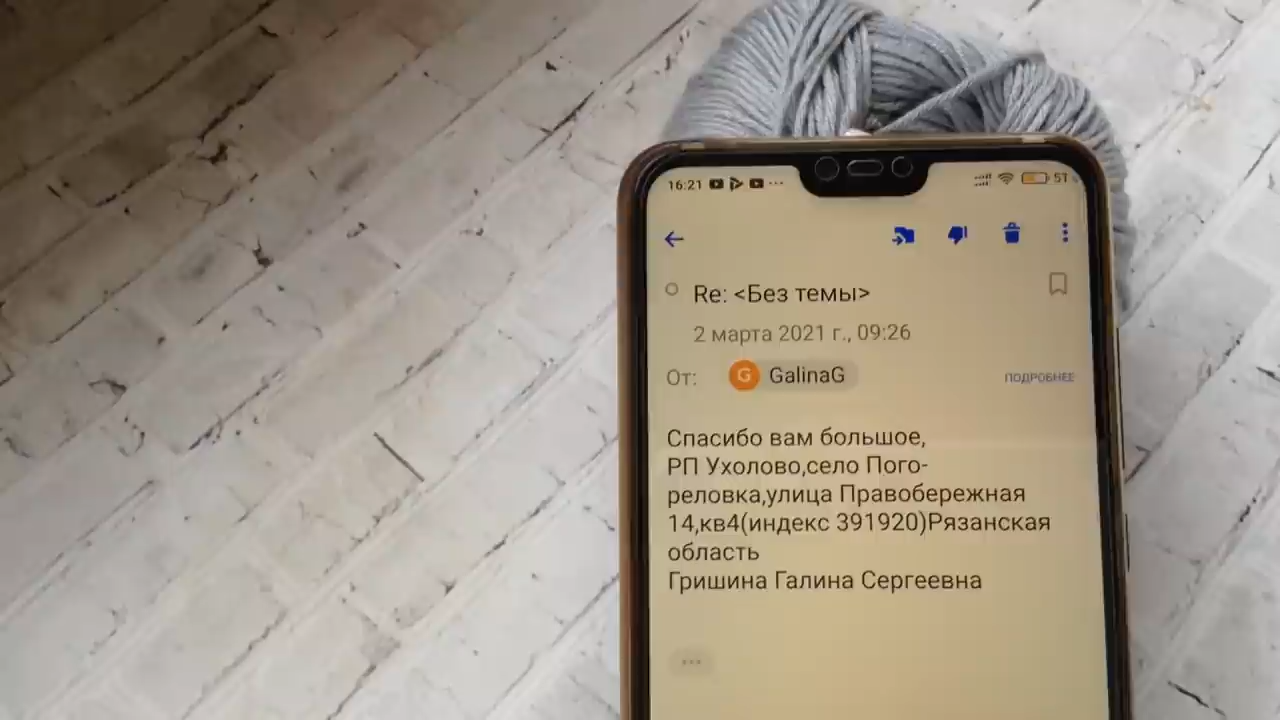 16:21 ... 51
Re: <Без темы>
2 марта 2021 г., 09:26
От: G GalinaG ПОДРОБНЕЕ
Спасибо вам большое,
РП Ухолово,село Пого-
реловка,улица Правобережная
14,кв4(индекс 391920)Рязанская
область
Гришина Галина Сергеевна
...